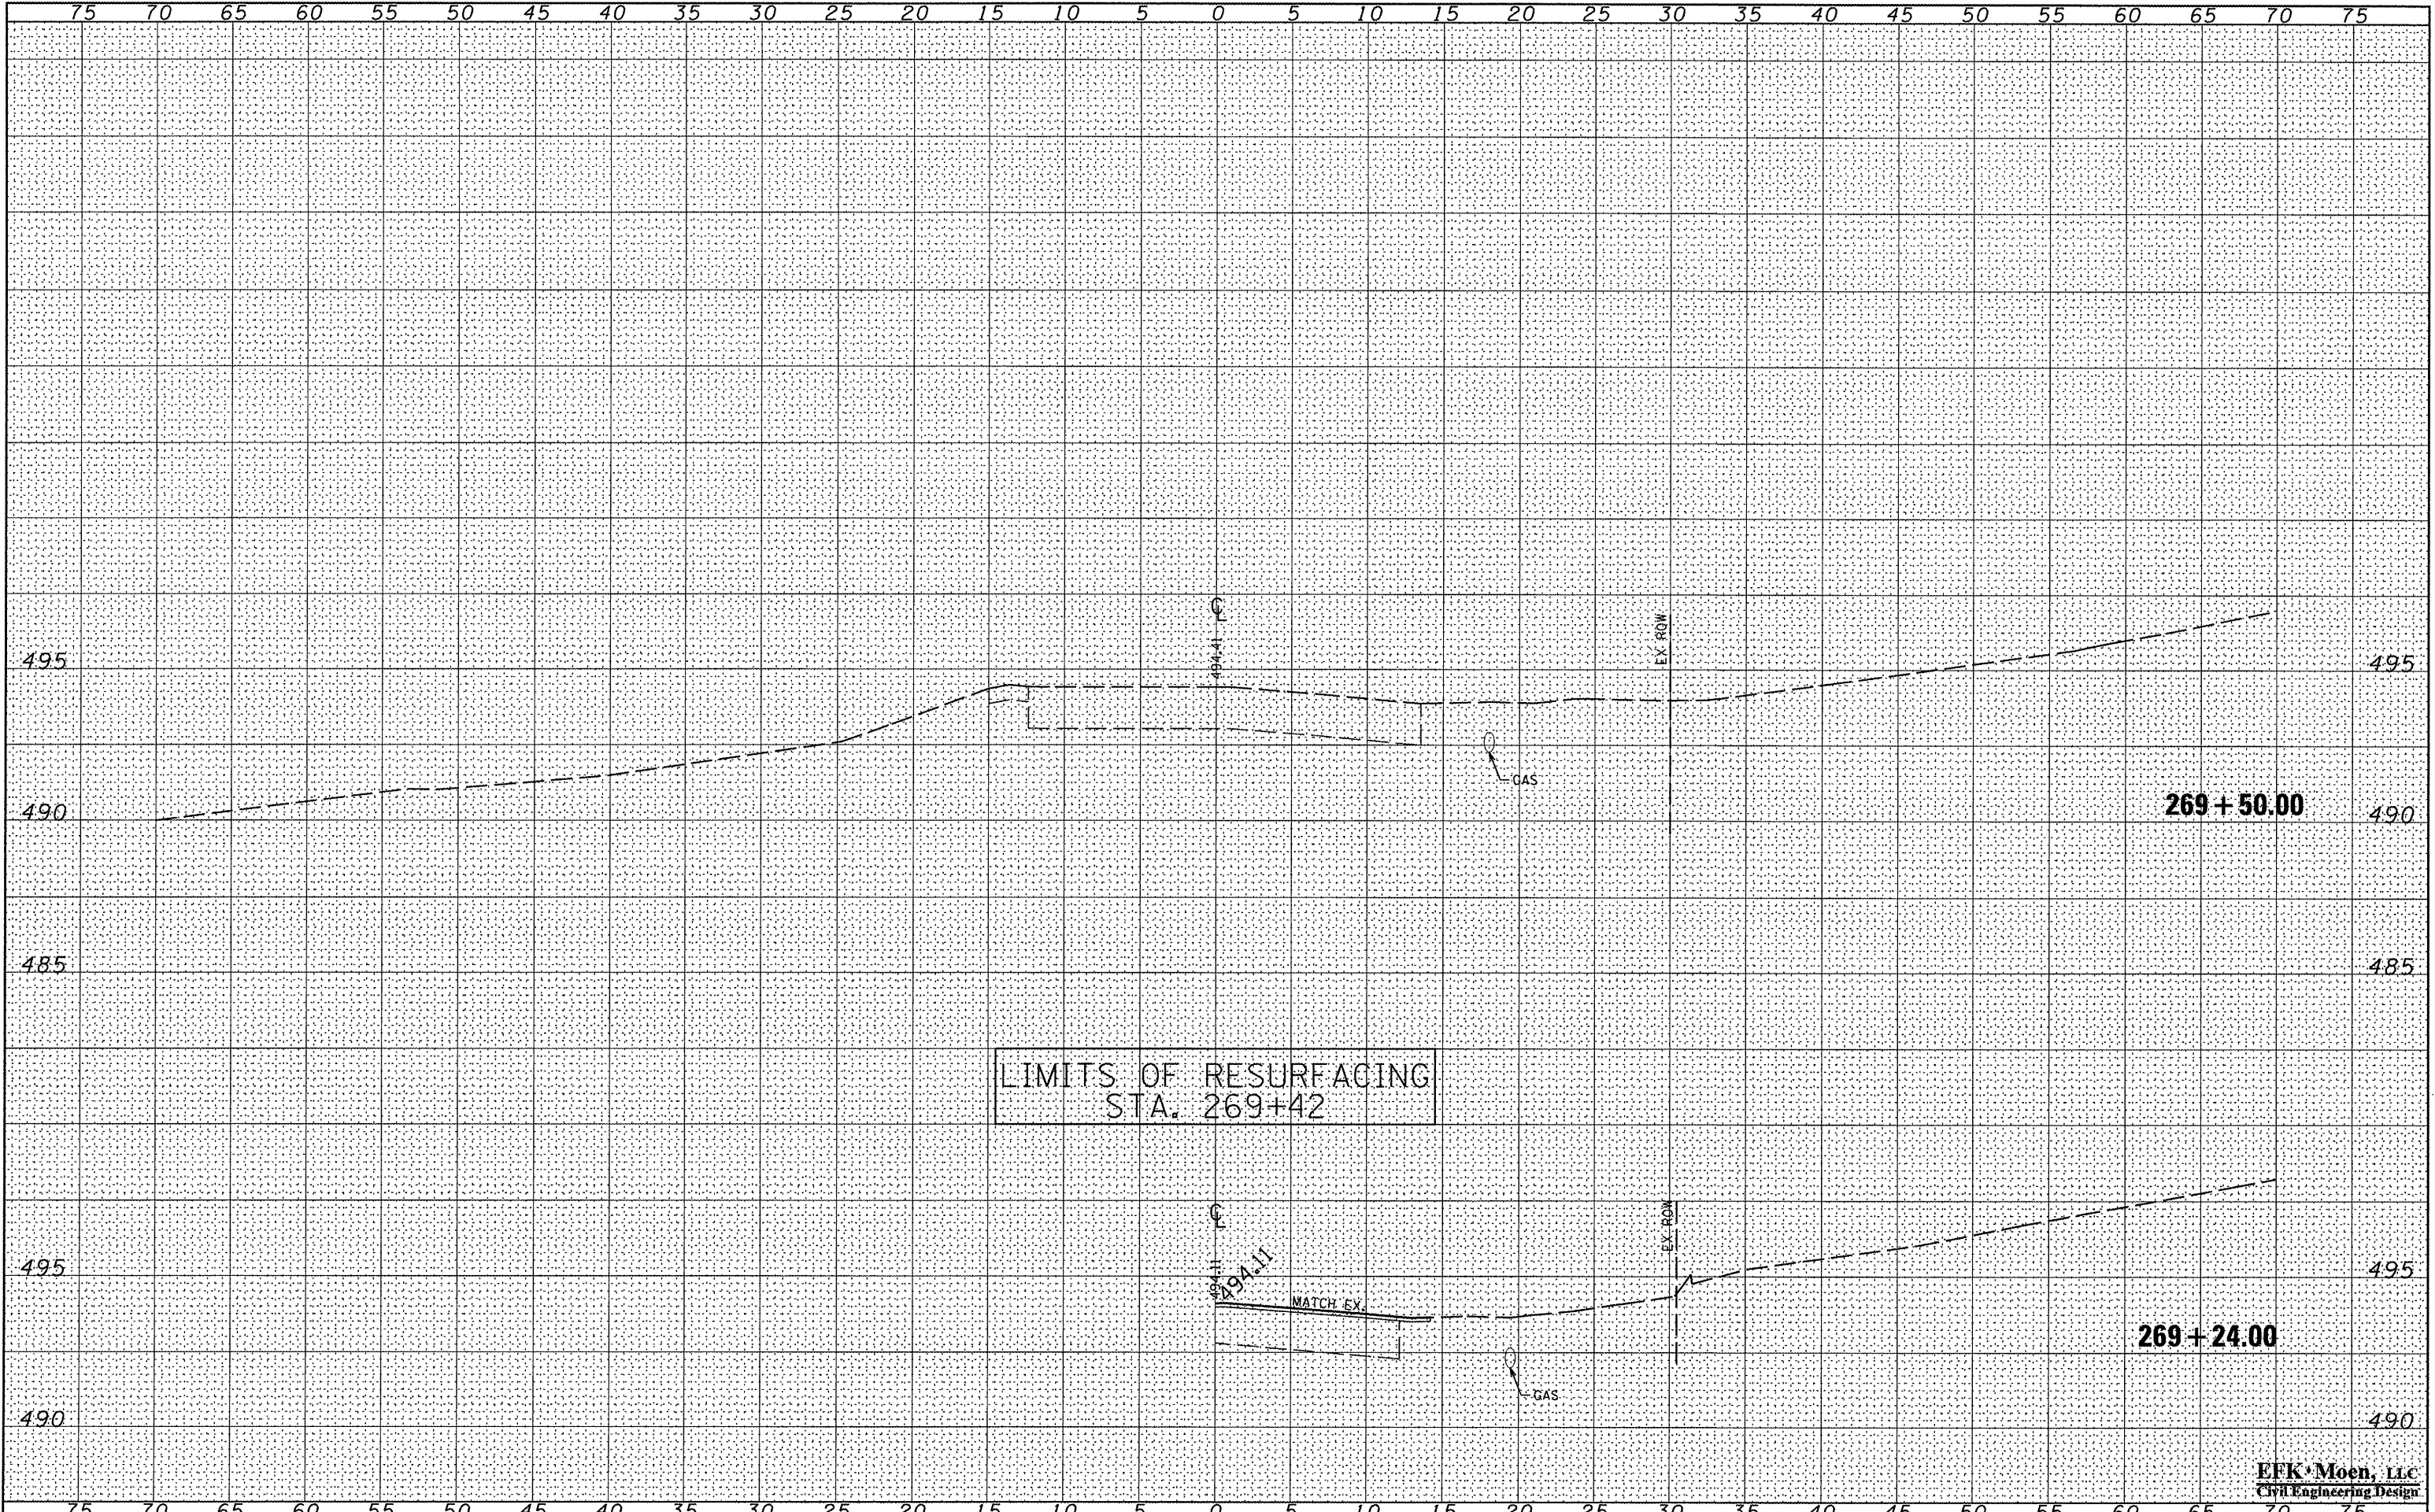 75 70 65 60 55 50 45 40 35 30 25 20 15 10 5 0 5 10 15 20 25 30 35 40 45 50 55 60 65 70 75
℄
494.41
EX ROW
495 495
GAS
269+50.00
490 490
485 485
LIMITS OF RESURFACING
STA. 269+42
℄
EX ROW
494.11
494.11
495 495
MATCH EX.
269+24.00
GAS
490 490
EFK•Moen, LLC
Civil Engineering Design
75 70 65 60 55 50 45 40 35 30 25 20 15 10 5 0 5 10 15 20 25 30 35 40 45 50 55 60 65 70 75